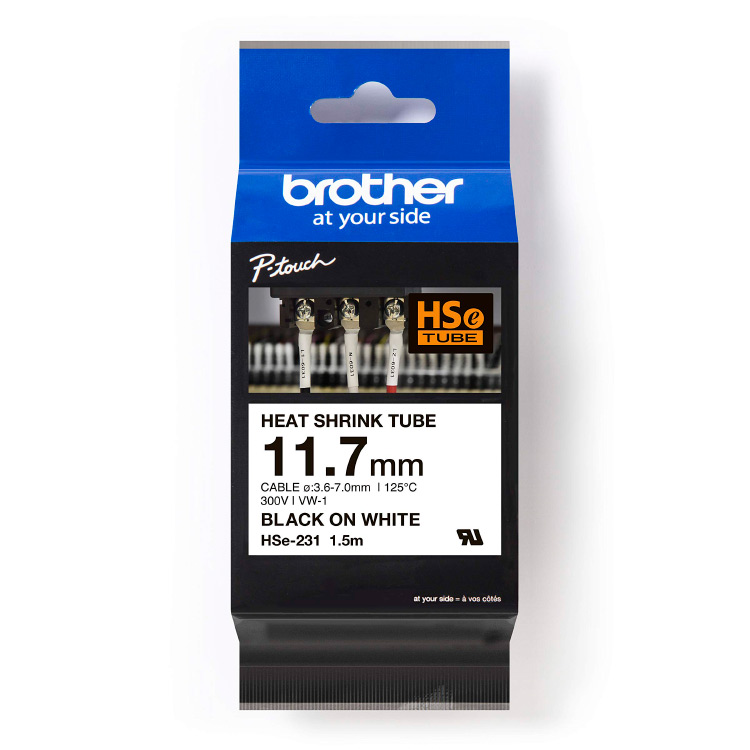 brother
at your side
P-touch
HSe
TUBE
HEAT SHRINK TUBE
11.7mm
CABLE ø:3.6-7.0mm | 125°C
300V | VW-1
BLACK ON WHITE
HSe-231 1.5m
at your side = à vos côtés